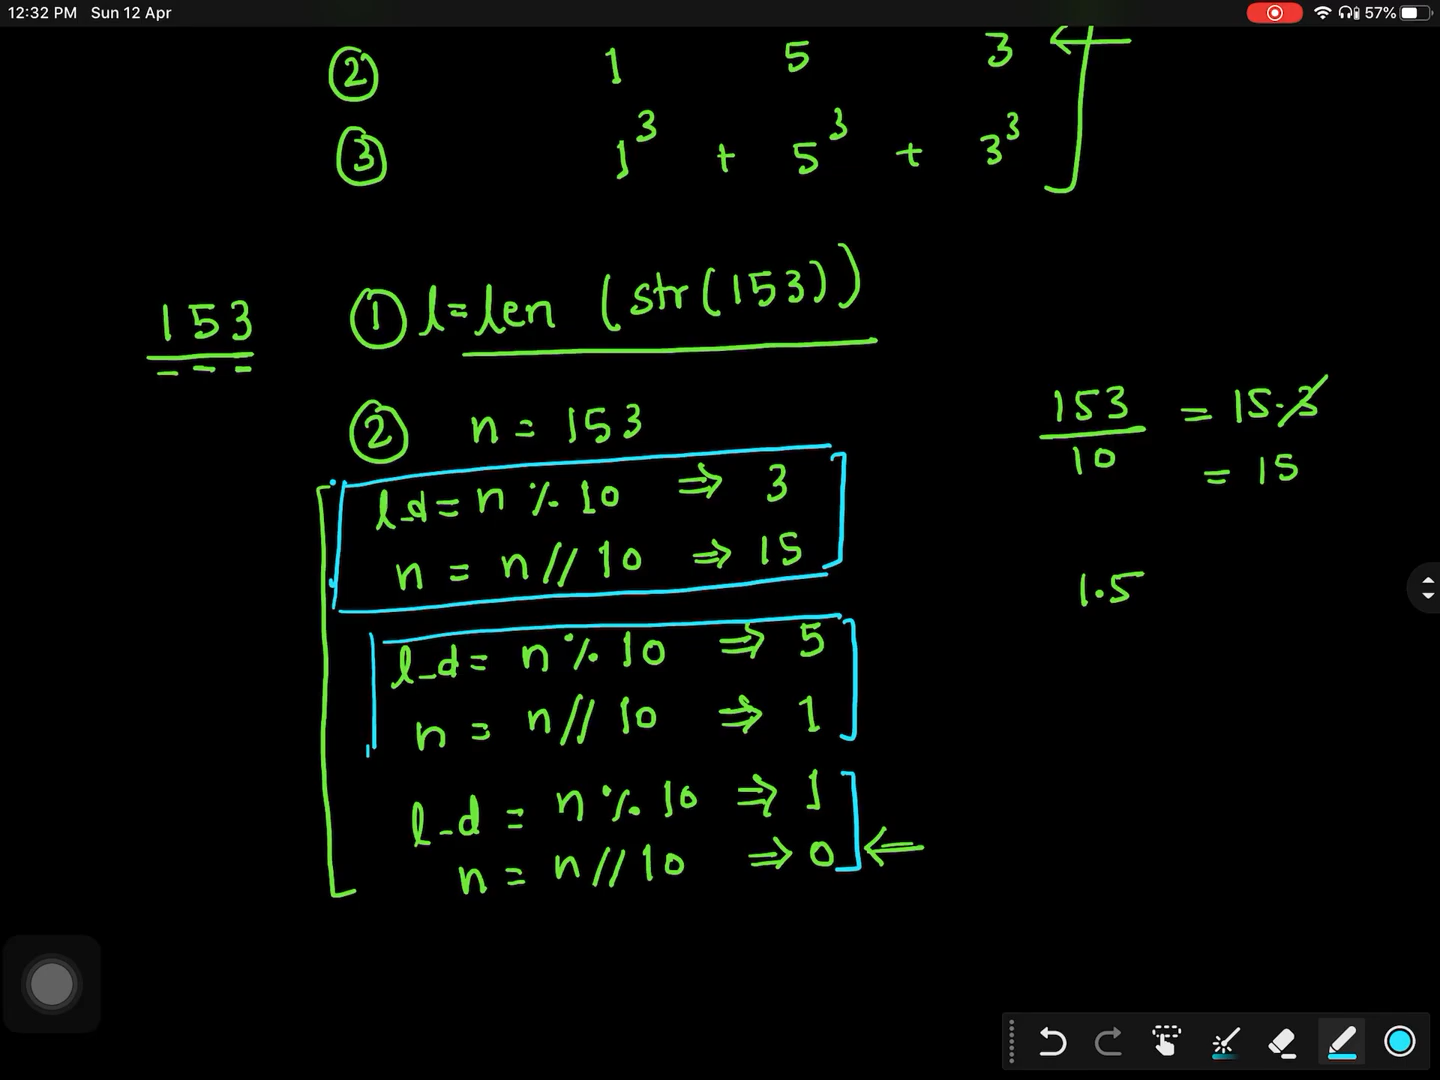 12:32 PM Sun 12 Apr 57%
② 1 5 3
③ 1³ + 5³ + 3³
153 ① l=len (str(153))
② n = 153
l_d = n % 10 ⇒ 3
n = n // 10 ⇒ 15
l_d = n % 10 ⇒ 5
n = n // 10 ⇒ 1
l_d = n % 10 ⇒ 1
n = n // 10 ⇒ 0
153/10 = 15.3
= 15
1.5